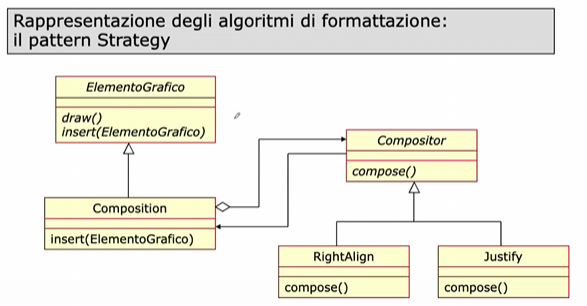 Rappresentazione degli algoritmi di formattazione:
il pattern Strategy
ElementoGrafico
draw()
insert(ElementoGrafico)
Compositor
compose()
Composition
insert(ElementoGrafico)
RightAlign
compose()
Justify
compose()